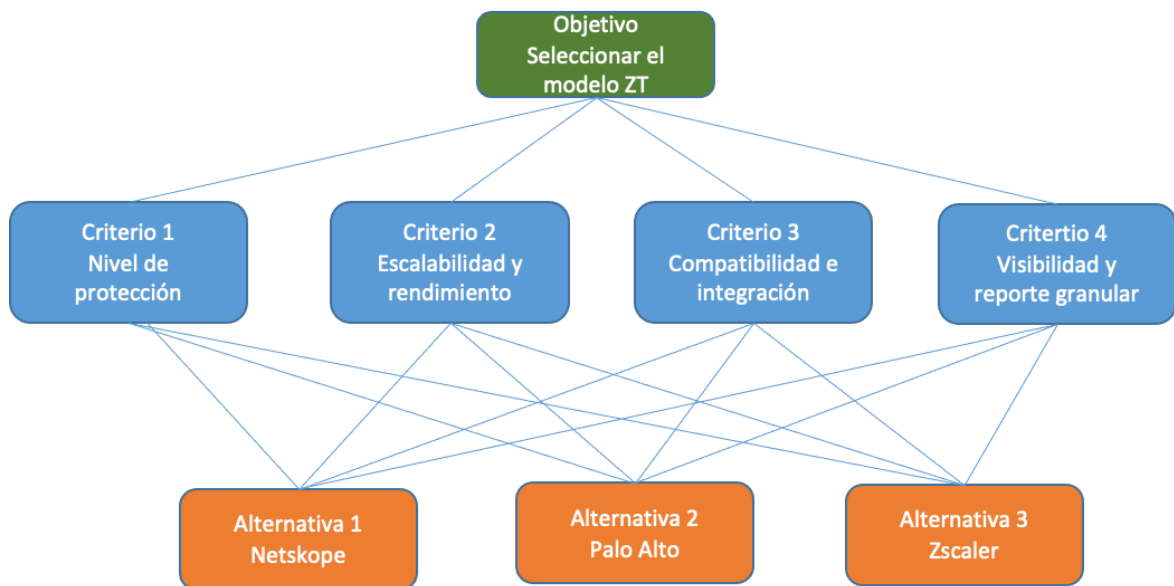 Objetivo
Seleccionar el
modelo ZT
Criterio 1
Nivel de
protección
Criterio 2
Escalabilidad y
rendimiento
Criterio 3
Compatibilidad e
integración
Critertio 4
Visibilidad y
reporte granular
Alternativa 1
Netskope
Alternativa 2
Palo Alto
Alternativa 3
Zscaler